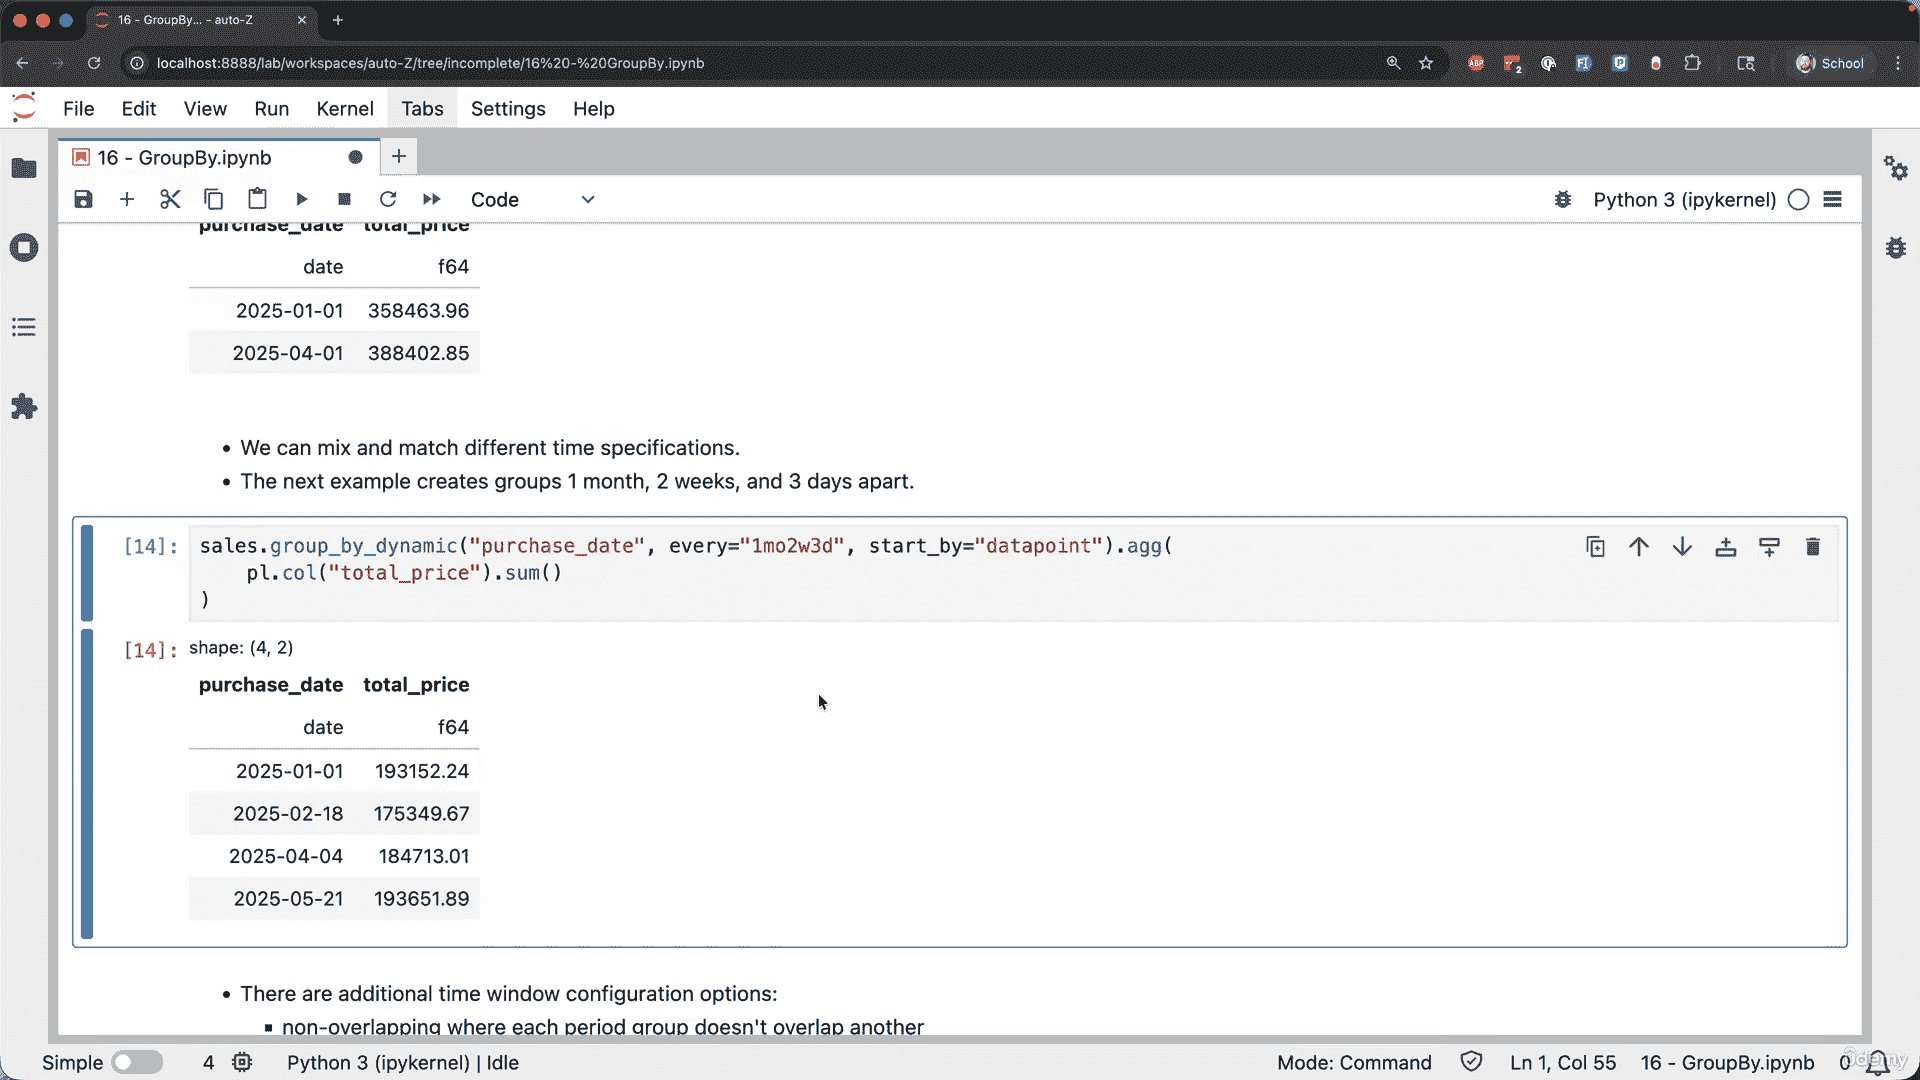 16 - GroupBy... - auto-Z
localhost:8888/lab/workspaces/auto-Z/tree/incomplete/16%20-%20GroupBy.ipynb
ABP
2
School
File Edit View Run Kernel Tabs Settings Help
16 - GroupBy.ipynb
Code
Python 3 (ipykernel)
purchase_date total_price
date f64
2025-01-01 358463.96
2025-04-01 388402.85
• We can mix and match different time specifications.
• The next example creates groups 1 month, 2 weeks, and 3 days apart.
[14]: sales.group_by_dynamic("purchase_date", every="1mo2w3d", start_by="datapoint").agg(
pl.col("total_price").sum()
)
[14]: shape: (4, 2)
purchase_date total_price
date f64
2025-01-01 193152.24
2025-02-18 175349.67
2025-04-04 184713.01
2025-05-21 193651.89
• There are additional time window configuration options:
▪ non-overlapping where each period group doesn't overlap another
Simple 4 Python 3 (ipykernel) | Idle Mode: Command Ln 1, Col 55 16 - GroupBy.ipynb 0
udemy